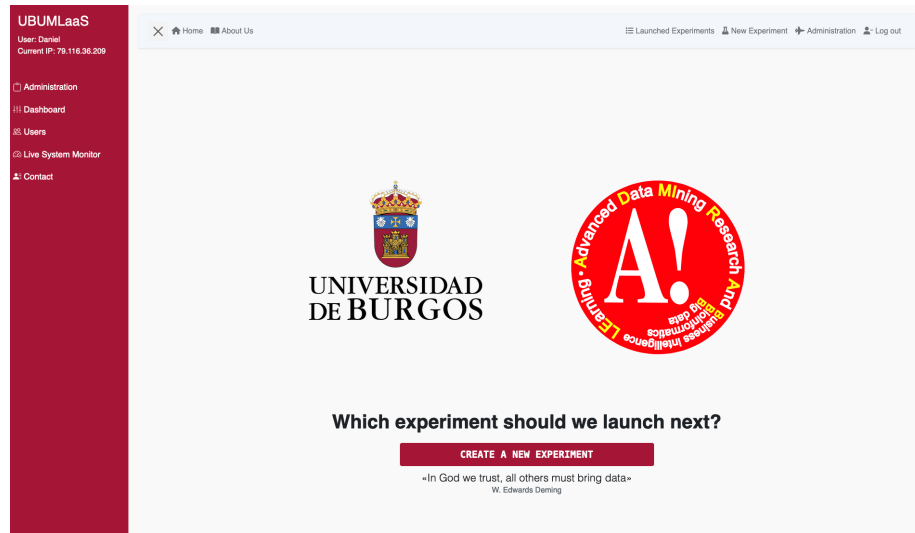 UBUMLaaS
User: Daniel
Current IP: 79.116.36.209
Administration
Dashboard
Users
Live System Monitor
Contact
Home About Us Launched Experiments New Experiment Administration Log out
UNIVERSIDAD
DE BURGOS
Advanced Data MIning Research And
Business Intelligence LEarning ·
BIoinformatics
Big data
A!
Which experiment should we launch next?
CREATE A NEW EXPERIMENT
«In God we trust, all others must bring data»
W. Edwards Deming